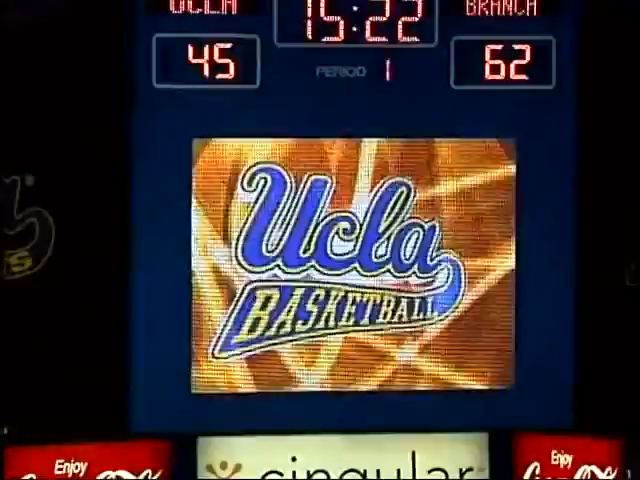 UCLA 15:22 BRANCH
45 PERIOD 1 62
Ucla
BASKETBALL
Enjoy cingular Enjoy